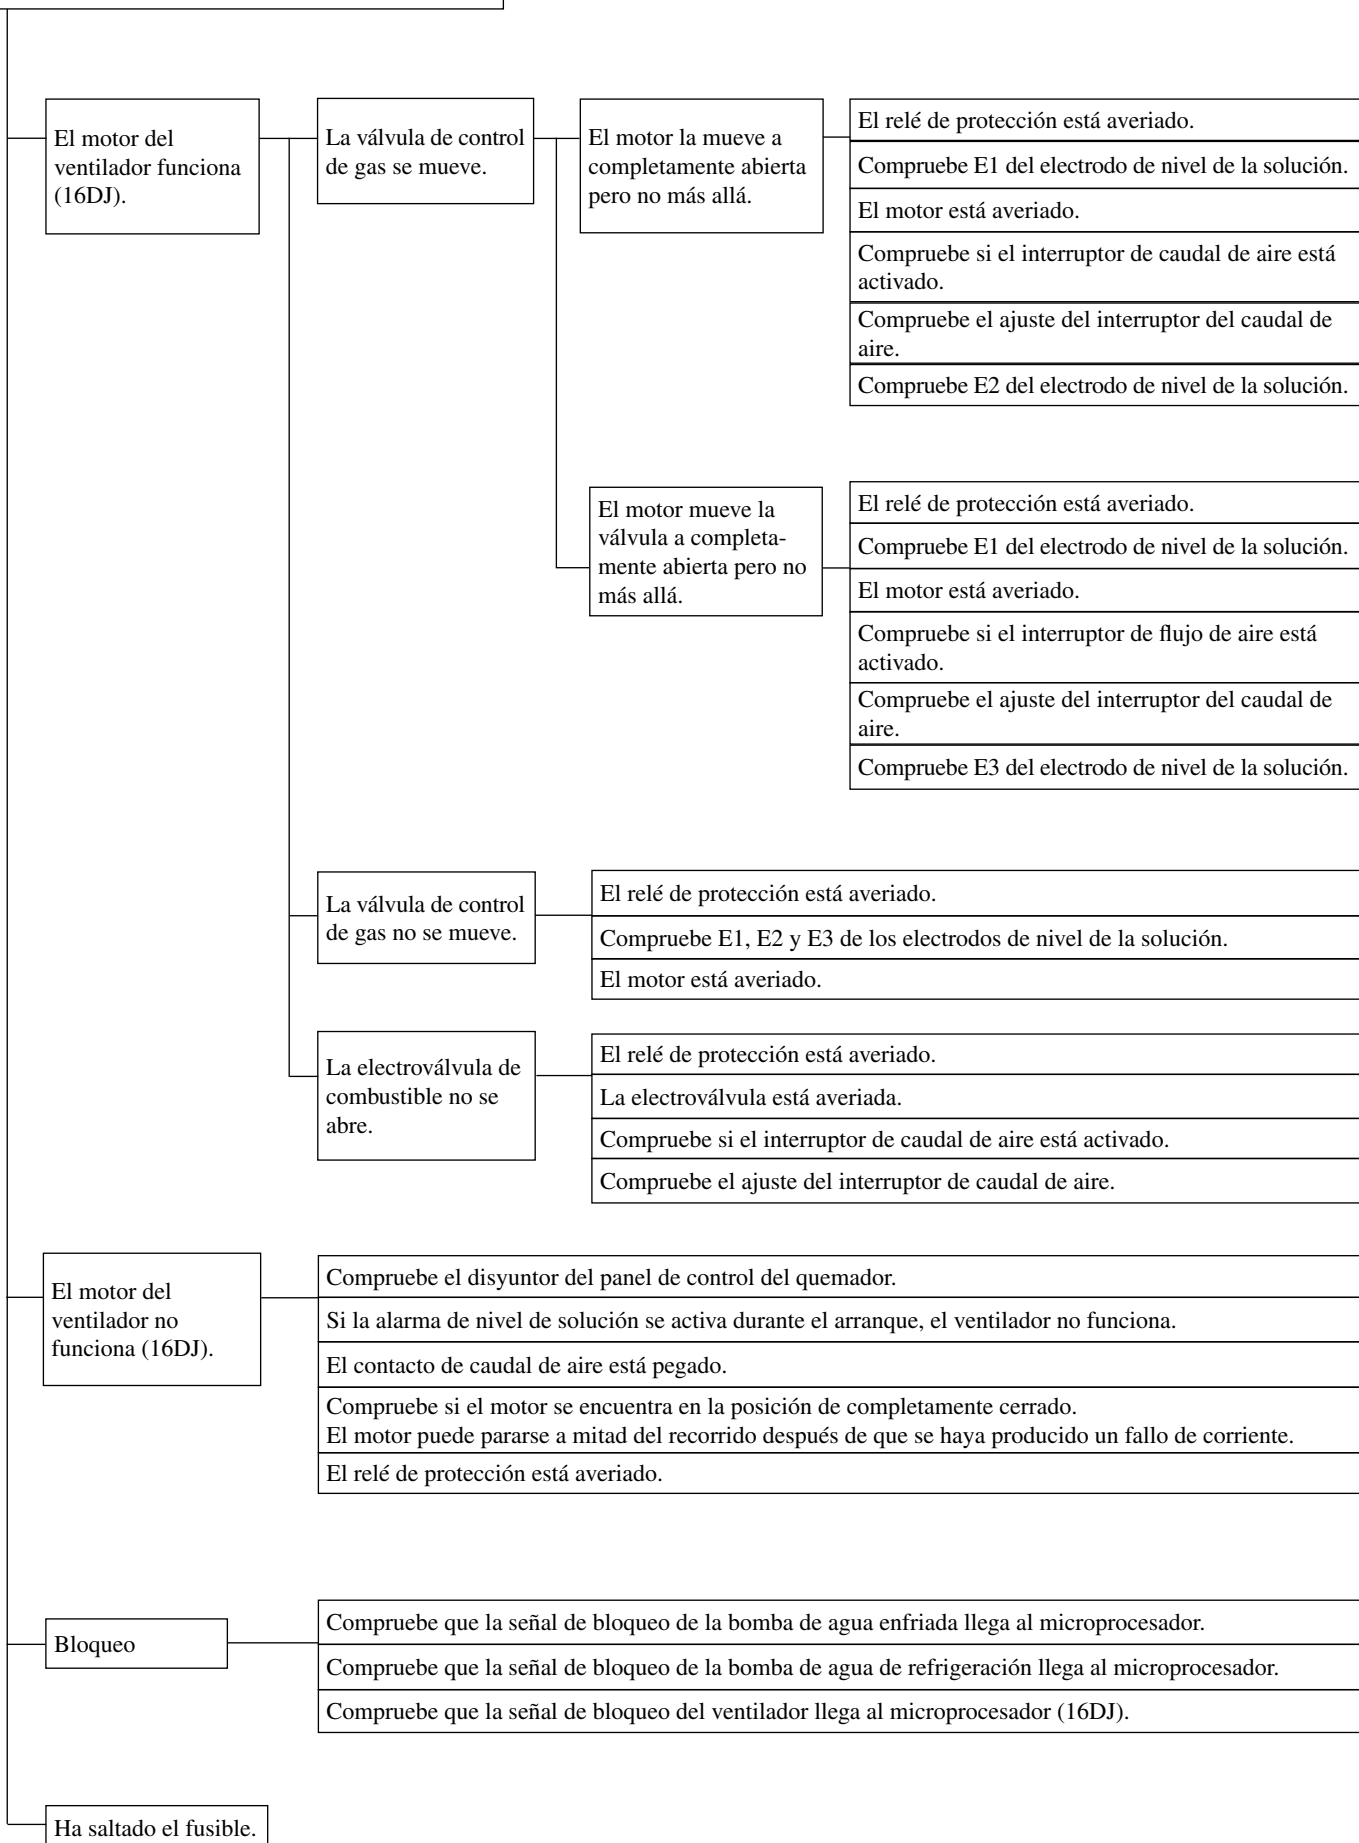 El motor del
ventilador funciona
(16DJ).
La válvula de control
de gas se mueve.
El motor la mueve a
completamente abierta
pero no más allá.
El relé de protección está averiado.
Compruebe E1 del electrodo de nivel de la solución.
El motor está averiado.
Compruebe si el interruptor de caudal de aire está
activado.
Compruebe el ajuste del interruptor del caudal de
aire.
Compruebe E2 del electrodo de nivel de la solución.
El motor mueve la
válvula a completa-
mente abierta pero no
más allá.
El relé de protección está averiado.
Compruebe E1 del electrodo de nivel de la solución.
El motor está averiado.
Compruebe si el interruptor de flujo de aire está
activado.
Compruebe el ajuste del interruptor del caudal de
aire.
Compruebe E3 del electrodo de nivel de la solución.
La válvula de control
de gas no se mueve.
El relé de protección está averiado.
Compruebe E1, E2 y E3 de los electrodos de nivel de la solución.
El motor está averiado.
La electroválvula de
combustible no se
abre.
El relé de protección está averiado.
La electroválvula está averiada.
Compruebe si el interruptor de caudal de aire está activado.
Compruebe el ajuste del interruptor de caudal de aire.
El motor del
ventilador no
funciona (16DJ).
Compruebe el disyuntor del panel de control del quemador.
Si la alarma de nivel de solución se activa durante el arranque, el ventilador no funciona.
El contacto de caudal de aire está pegado.
Compruebe si el motor se encuentra en la posición de completamente cerrado.
El motor puede pararse a mitad del recorrido después de que se haya producido un fallo de corriente.
El relé de protección está averiado.
Bloqueo
Compruebe que la señal de bloqueo de la bomba de agua enfriada llega al microprocesador.
Compruebe que la señal de bloqueo de la bomba de agua de refrigeración llega al microprocesador.
Compruebe que la señal de bloqueo del ventilador llega al microprocesador (16DJ).
Ha saltado el fusible.